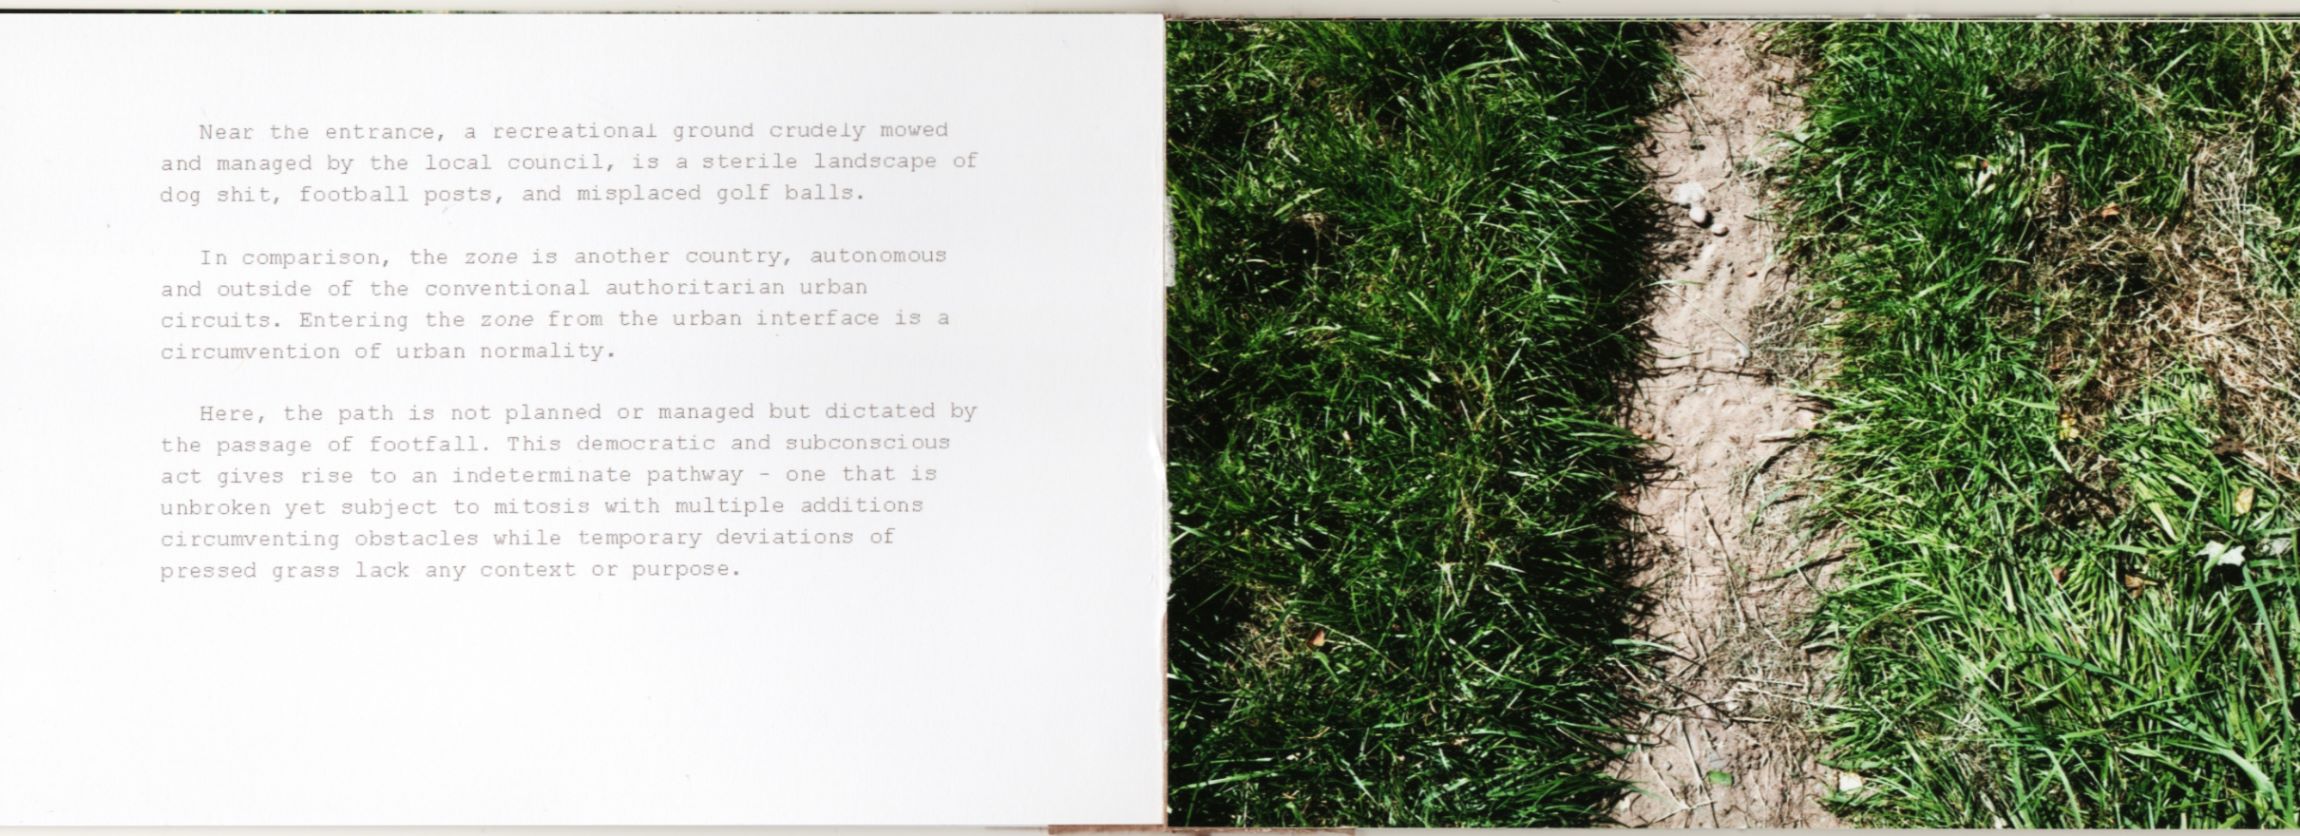 Near the entrance, a recreational ground crudely mowed
and managed by the local council, is a sterile landscape of
dog shit, football posts, and misplaced golf balls.
In comparison, the zone is another country, autonomous
and outside of the conventional authoritarian urban
circuits. Entering the zone from the urban interface is a
circumvention of urban normality.
Here, the path is not planned or managed but dictated by
the passage of footfall. This democratic and subconscious
act gives rise to an indeterminate pathway - one that is
unbroken yet subject to mitosis with multiple additions
circumventing obstacles while temporary deviations of
pressed grass lack any context or purpose.